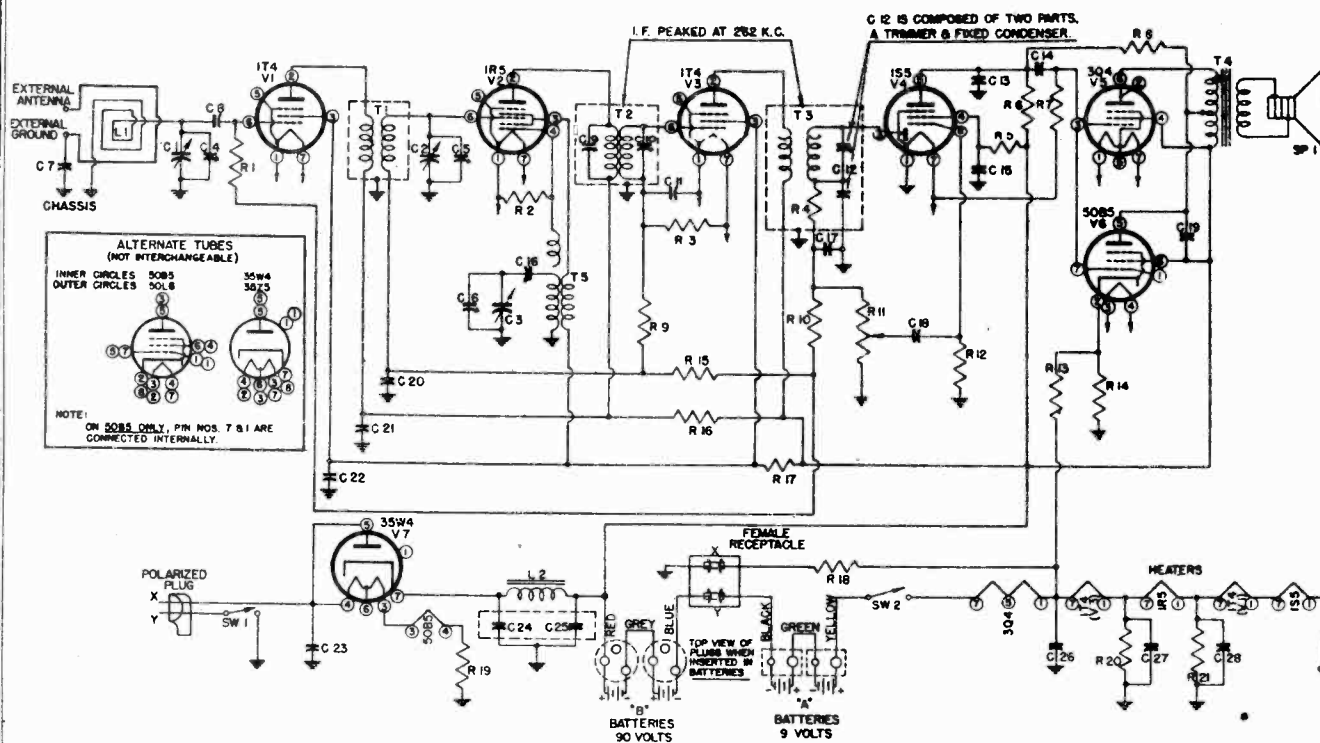 C 12 IS COMPOSED OF TWO PARTS,
A TRIMMER & FIXED CONDENSER.
I.F. PEAKED AT 262 K.C.
1T4
V1
1R5
V2
1T4
V3
1S5
V4
3Q4
V5
T4
EXTERNAL
ANTENNA
EXTERNAL
GROUND
L1
C 8
C 7
C 1
C 4
R 1
T1
C 2
C 5
T 2
C 9
C 11
T 3
C 12
C 13
C 14
R 6
R 7
R 5
C 15
R 6
SP 1
CHASSIS
R 2
R 3
R 4
C 17
50B5
V6
C 19
ALTERNATE TUBES
(NOT INTERCHANGEABLE)
INNER CIRCLES 50B5 35W4
OUTER CIRCLES 50L6 35Z5
NOTE:
ON 50B5 ONLY, PIN NOS. 7 & 1 ARE
CONNECTED INTERNALLY.
C 16
C 6
C 3
T 5
R 9
R 10
R 11
C 18
R 12
R 13
R 14
R 15
C 20
R 16
C 21
R 17
C 22
35W4
V 7
POLARIZED
PLUG
X
Y
SW 1
C 23
50B5
R 19
L 2
C 24
C 25
RED
GREY
BLUE
FEMALE
RECEPTACLE
X
Y
TOP VIEW OF
PLUGS WHEN
INSERTED IN
BATTERIES
BLACK
GREEN
YELLOW
R 18
SW 2
"B"
BATTERIES
90 VOLTS
"A"
BATTERIES
9 VOLTS
HEATERS
3Q4
1T4
1R5
1T4
1S5
C 26
R 20
C 27
R 21
C 28